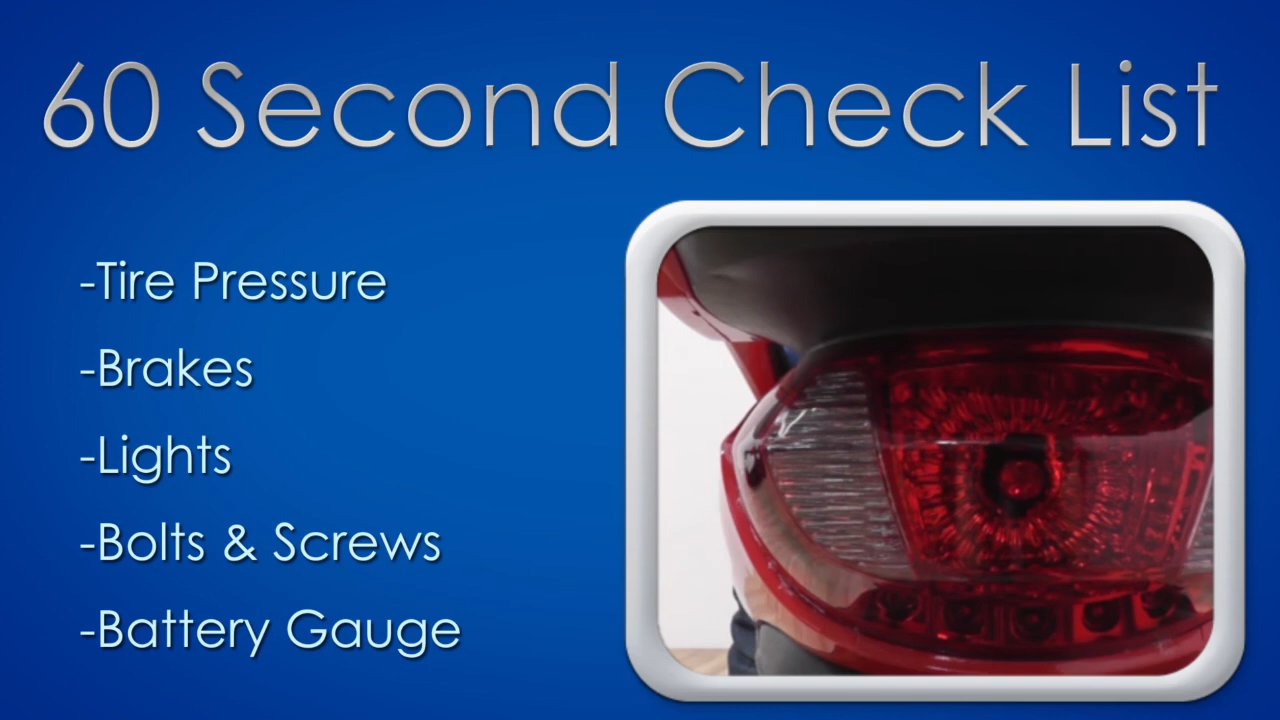 60 Second Check List
-Tire Pressure
-Brakes
-Lights
-Bolts & Screws
-Battery Gauge